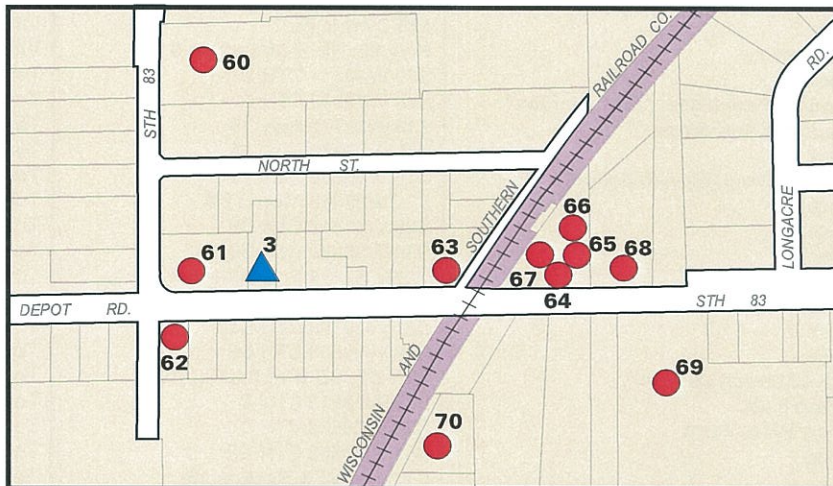 60
STH 83
RAILROAD CO.
RD.
NORTH ST.
SOUTHERN
LONGACRE
61
3
63
66
65
68
67
64
DEPOT RD.
STH 83
62
AND
69
WISCONSIN
70